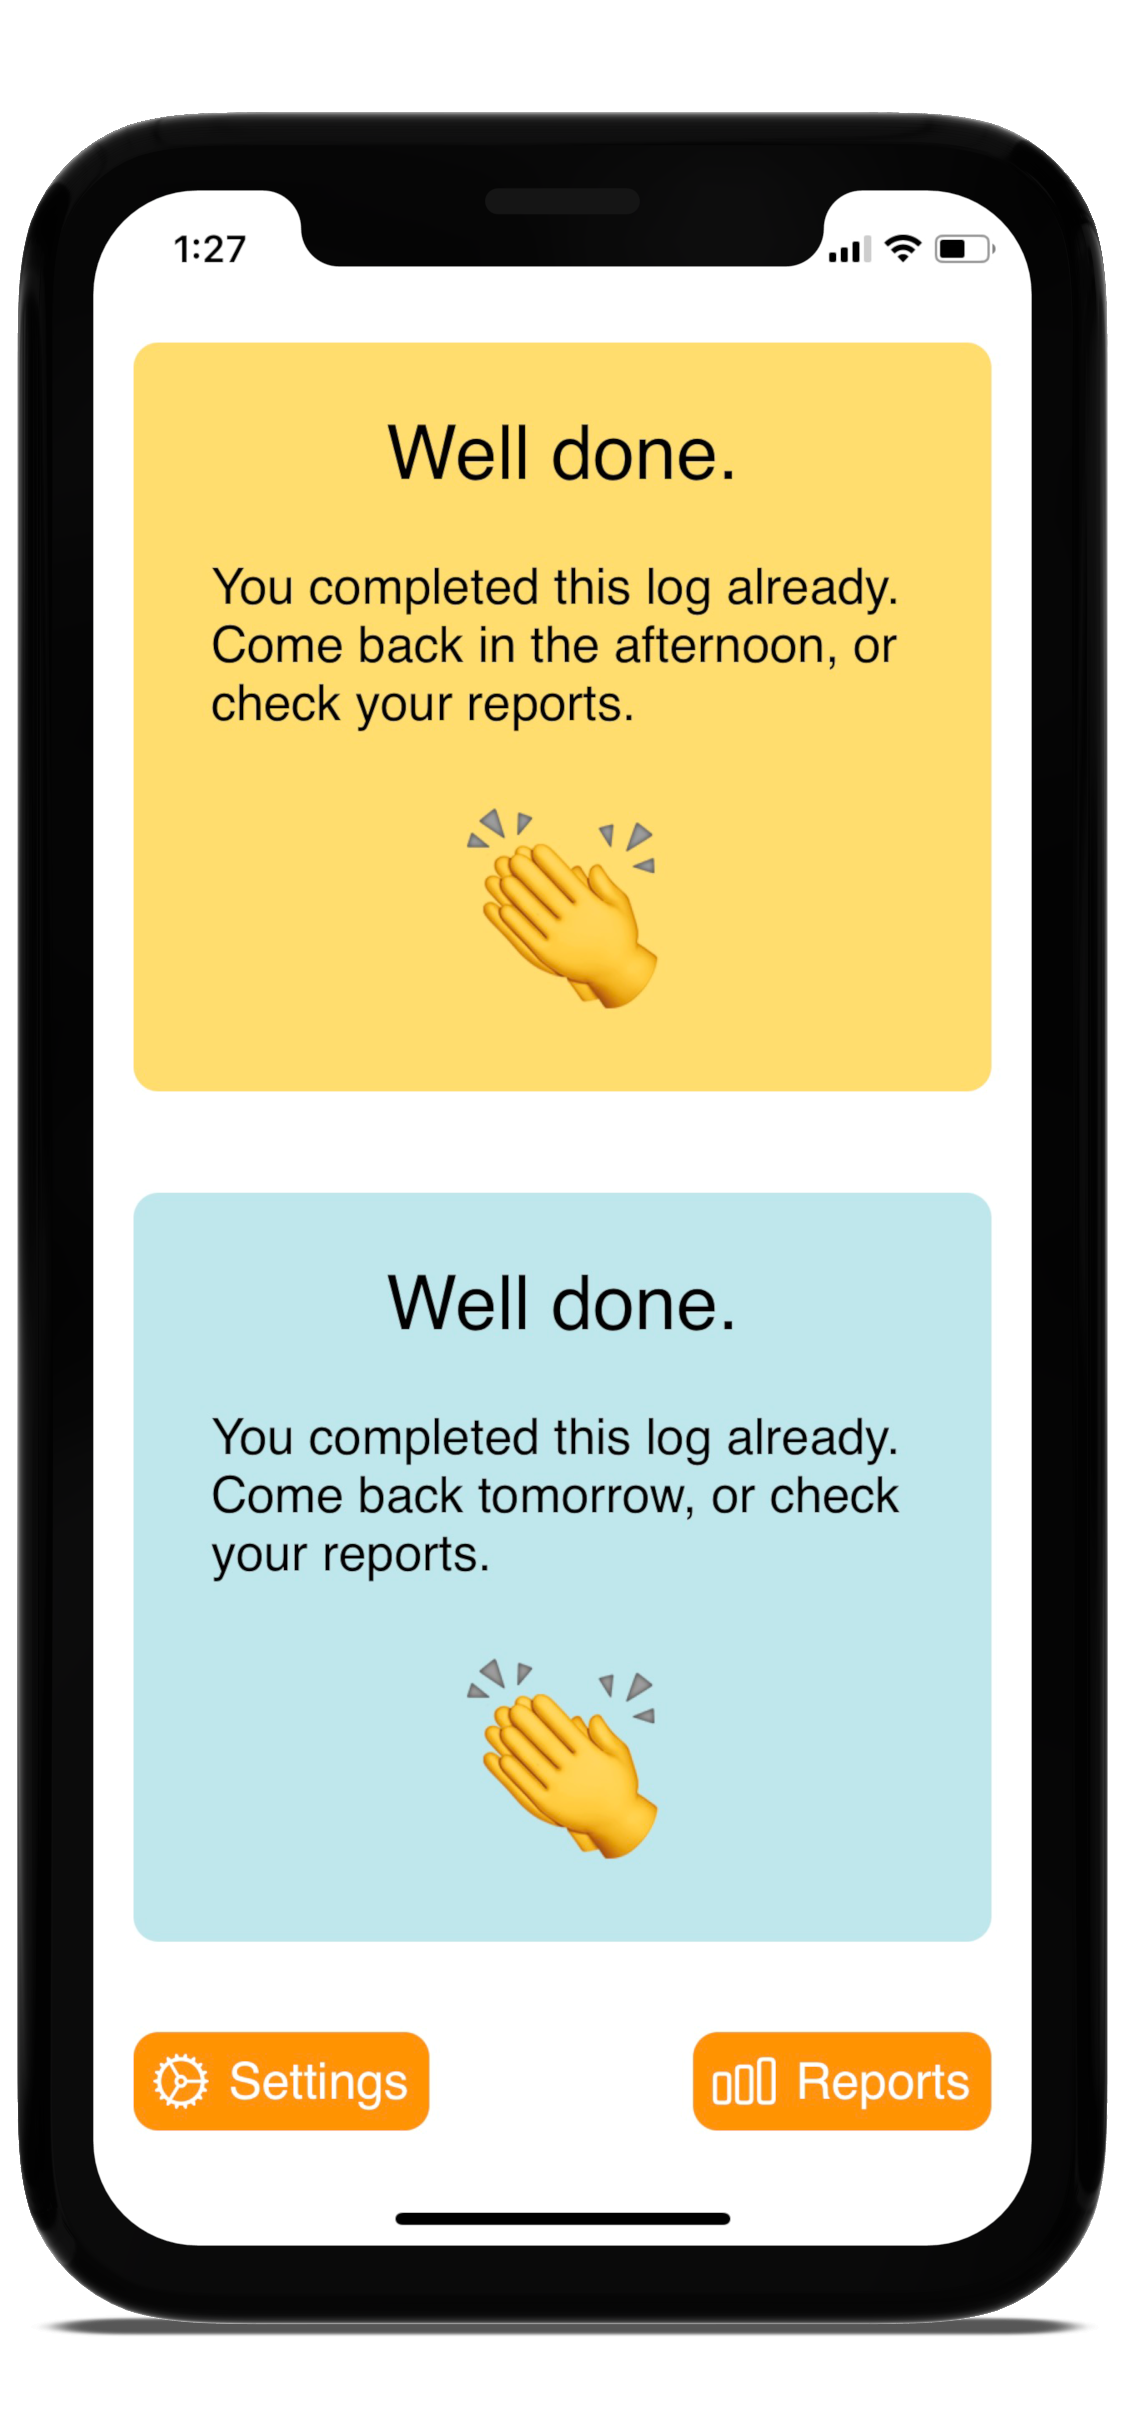 1:27
Well done.
You completed this log already.
Come back in the afternoon, or
check your reports.
Well done.
You completed this log already.
Come back tomorrow, or check
your reports.
Settings
Reports